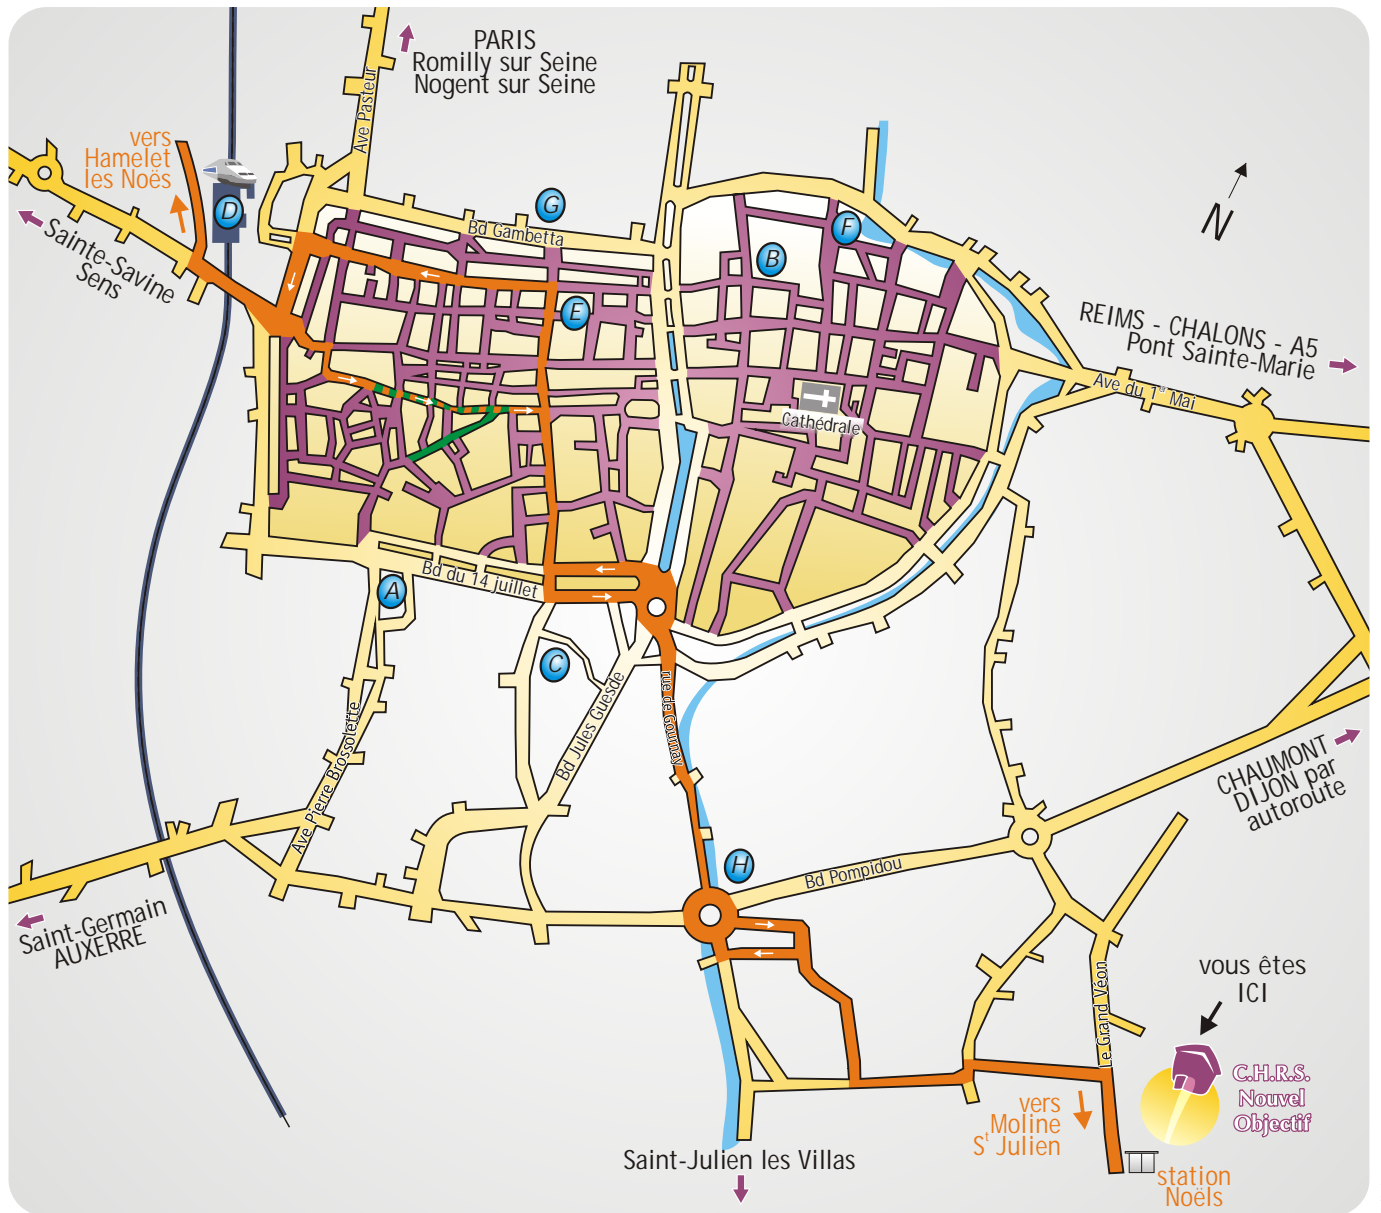 PARIS
Romilly sur Seine
Nogent sur Seine
Ave Pasteur
vers
Hamelet
les Noës
D
G
Bd Gambetta
F
B
N
Sainte-Savine
Sens
E
REIMS - CHALONS - A5
Pont Sainte-Marie
Ave du 1er Mai
Cathédrale
Bd du 14 juillet
A
C
rue de Gournay
Bd Jules Guesde
Ave Pierre Brossolette
CHAUMONT
DIJON par
autoroute
H
Bd Pompidou
Saint-Germain
AUXERRE
Le Grand Véon
vous êtes
ICI
C.H.R.S.
Nouvel
Objectif
vers
Moline
St Julien
Saint-Julien les Villas
station
Noëls